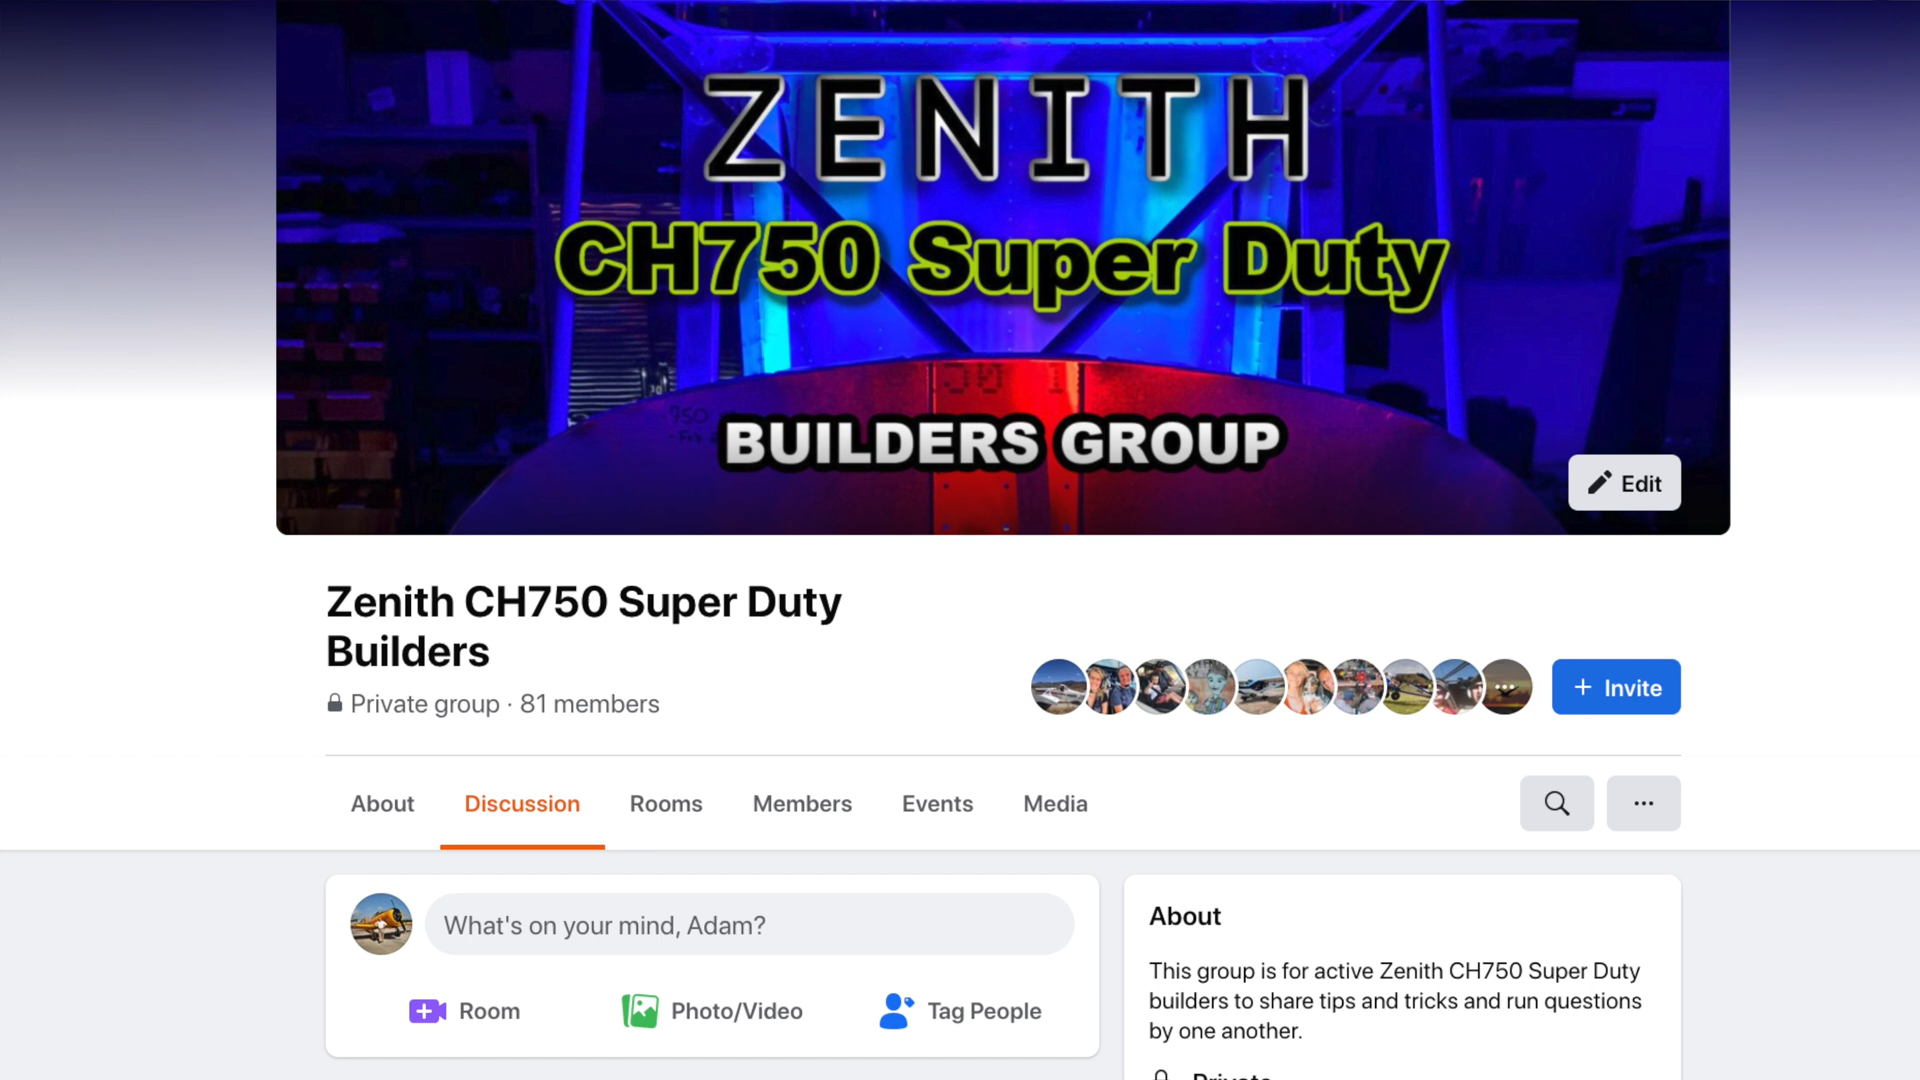 ZENITH
CH750 Super Duty
750
BUILDERS GROUP
Edit
Zenith CH750 Super Duty
Builders
Private group · 81 members
+ Invite
About Discussion Rooms Members Events Media
What's on your mind, Adam?
Room Photo/Video Tag People
About
This group is for active Zenith CH750 Super Duty
builders to share tips and tricks and run questions
by one another.
Private